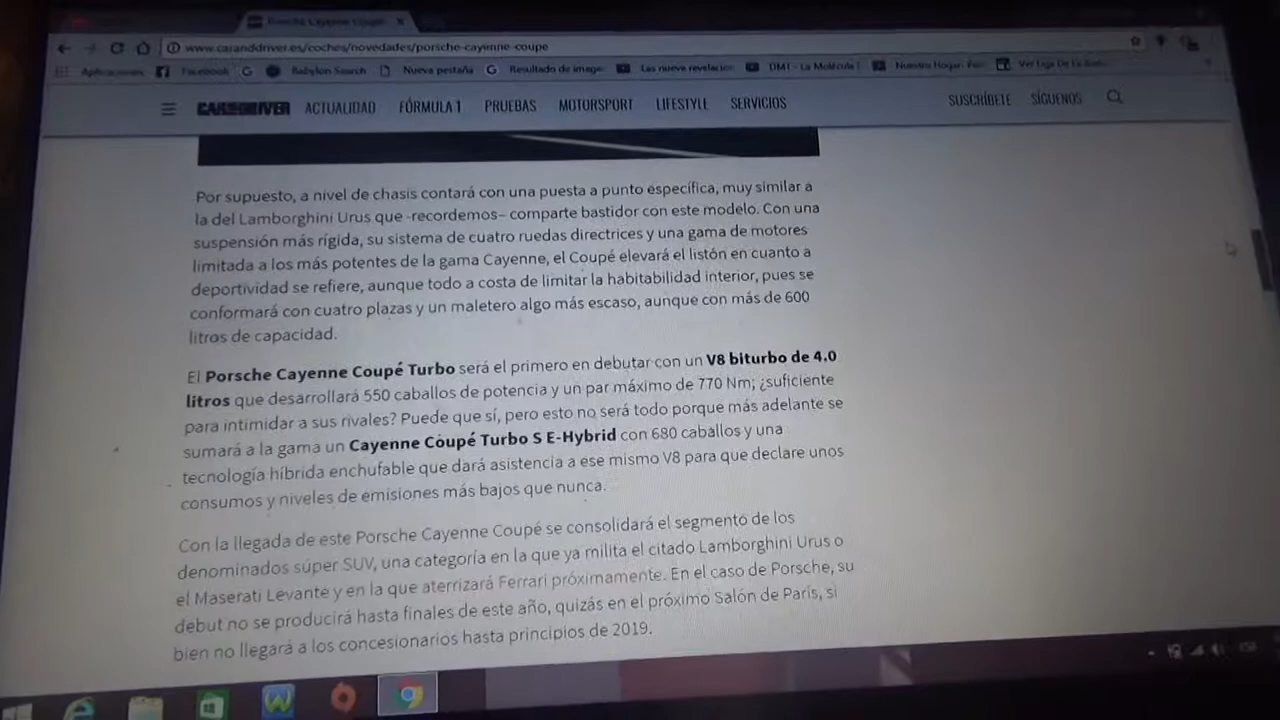 Porsche Cayenne Coupé
www.caranddriver.es/coches/novedades/porsche-cayenne-coupe
Aplicaciones Facebook Babylon Search Nueva pestaña Resultado de image Las nueve revelacio DMT - La Molécula Nuestro Hogar
CAR AND DRIVER ACTUALIDAD FÓRMULA 1 PRUEBAS MOTORSPORT LIFESTYLE SERVICIOS SUSCRÍBETE SÍGUENOS
Por supuesto, a nivel de chasis contará con una puesta a punto específica, muy similar a
la del Lamborghini Urus que -recordemos– comparte bastidor con este modelo. Con una
suspensión más rígida, su sistema de cuatro ruedas directrices y una gama de motores
limitada a los más potentes de la gama Cayenne, el Coupé elevará el listón en cuanto a
deportividad se refiere, aunque todo a costa de limitar la habitabilidad interior, pues se
conformará con cuatro plazas y un maletero algo más escaso, aunque con más de 600
litros de capacidad.
El Porsche Cayenne Coupé Turbo será el primero en debutar con un V8 biturbo de 4.0
litros que desarrollará 550 caballos de potencia y un par máximo de 770 Nm; ¿suficiente
para intimidar a sus rivales? Puede que sí, pero esto no será todo porque más adelante se
sumará a la gama un Cayenne Coupé Turbo S E-Hybrid con 680 caballos y una
tecnología híbrida enchufable que dará asistencia a ese mismo V8 para que declare unos
consumos y niveles de emisiones más bajos que nunca.
Con la llegada de este Porsche Cayenne Coupé se consolidará el segmento de los
denominados súper SUV, una categoría en la que ya milita el citado Lamborghini Urus o
el Maserati Levante y en la que aterrizará Ferrari próximamente. En el caso de Porsche, su
debut no se producirá hasta finales de este año, quizás en el próximo Salón de París, si
bien no llegará a los concesionarios hasta principios de 2019.